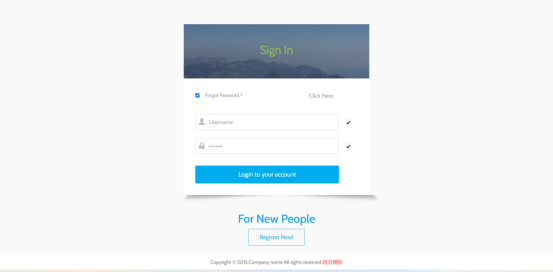 Sign In
Forgot Password ? Click Here
Username
••••••
Login to your account
For New People
Register Now!
Copyright © 2015.Company name All rights reserved.网页模板